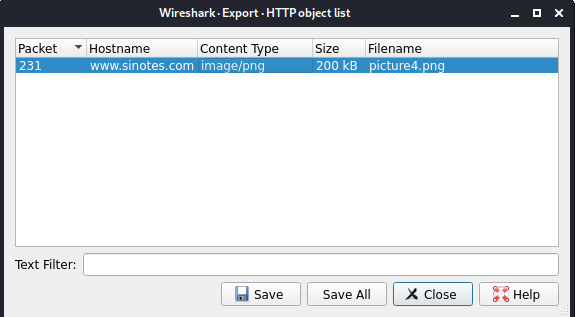 Wireshark · Export · HTTP object list
Packet Hostname Content Type Size Filename
231 www.sinotes.com image/png 200 kB picture4.png
Text Filter:
Save Save All Close Help